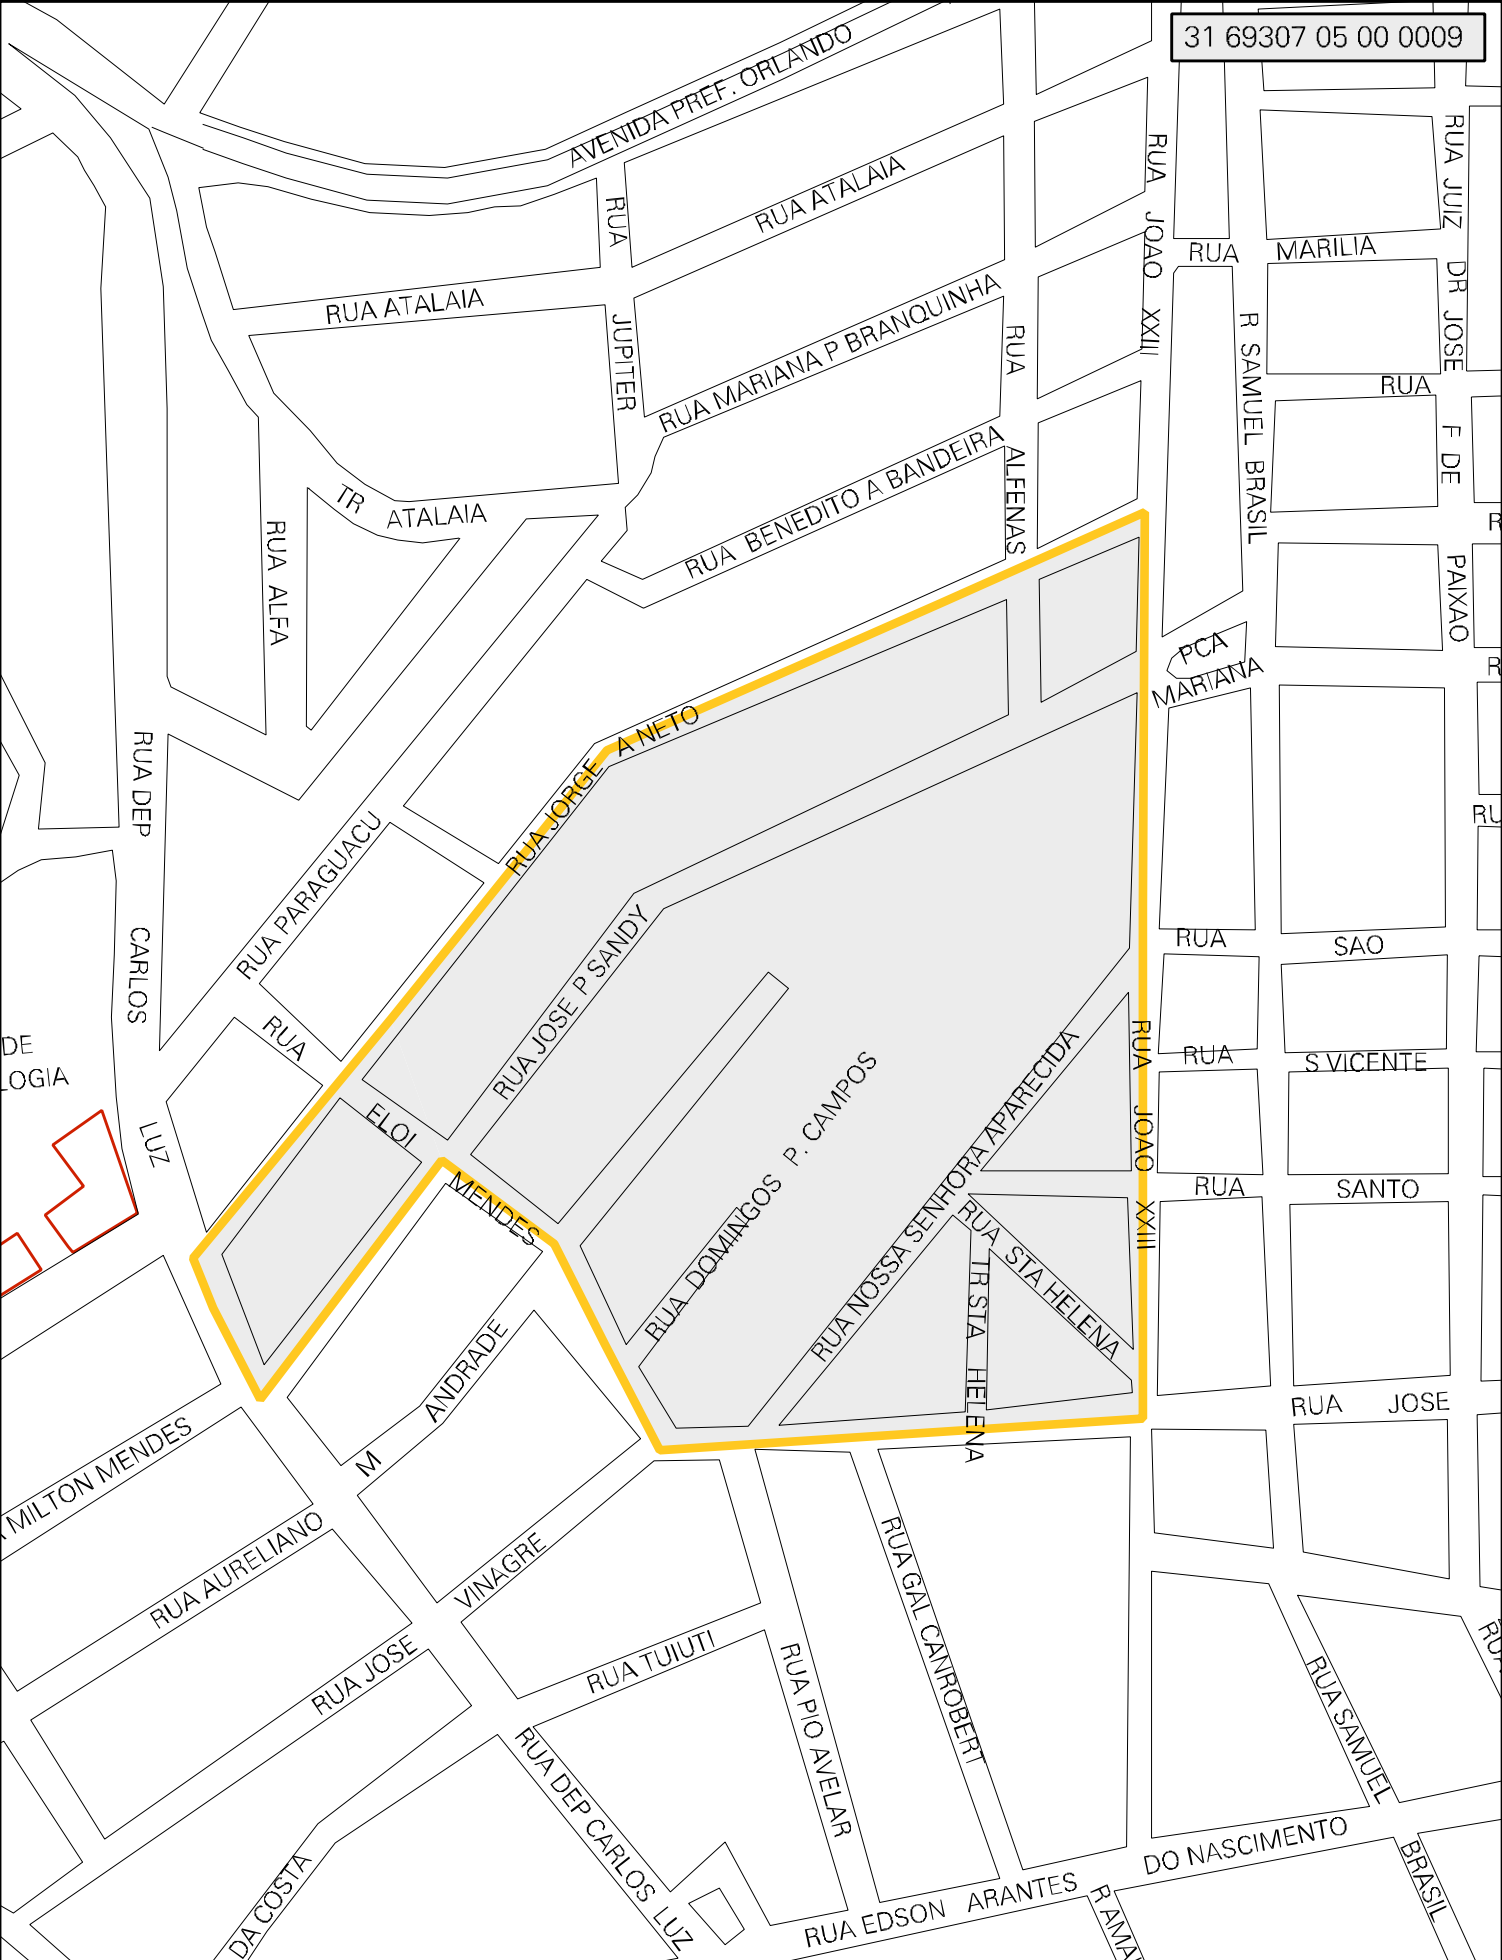 31 69307 05 00 0009
AVENIDA PREF. ORLANDO
RUA ATALAIA
RUA JUPITER
RUA JOAO XXIII
RUA JUIZ DR JOSE F DE PAIXAO
RUA MARILIA
RUA ATALAIA
RUA MARIANA P BRANQUINHA
RUA ALFENAS
R SAMUEL BRASIL
RUA
TR ATALAIA
RUA BENEDITO A BANDEIRA
RUA ALFA
R
PCA MARIANA
R
RUA JORGE A NETO
RUA DEP CARLOS LUZ
RUA PARAGUACU
RU
RUA SAO
RUA JOSE P SANDY
RUA ELOI MENDES
DE
LOGIA
RUA JOAO XXIII
RUA S VICENTE
RUA DOMINGOS P. CAMPOS
RUA NOSSA SENHORA APARECIDA
RUA SANTO
RUA STA HELENA
TR STA HELENA
M ANDRADE
RUA JOSE
MILTON MENDES
RUA AURELIANO
VINAGRE
RUA GAL CANROBERT
RUA TUIUTI
RUA PIO AVELAR
RUA JOSE
RUA SAMUEL BRASIL
RUA
RUA DEP CARLOS LUZ
DA COSTA
RUA EDSON ARANTES DO NASCIMENTO
R AMA